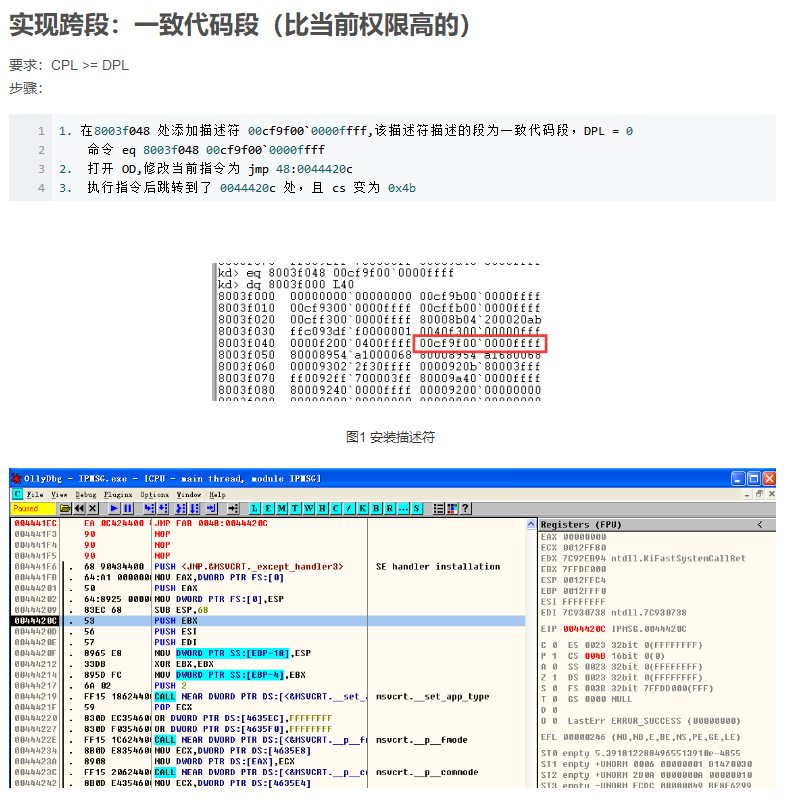 实现跨段：一致代码段（比当前权限高的）
要求：CPL >= DPL
步骤：
1 1. 在8003f048 处添加描述符 00cf9f00`0000ffff,该描述符描述的段为一致代码段，DPL = 0
2 命令 eq 8003f048 00cf9f00`0000ffff
3 2. 打开 OD,修改当前指令为 jmp 48:0044420c
4 3. 执行指令后跳转到了 0044420c 处，且 cs 变为 0x4b
kd> eq 8003f048 00cf9f00`0000ffff
kd> dq 8003f000 L40
8003f000 00000000`00000000 00cf9b00`0000ffff
8003f010 00cf9300`0000ffff 00cffb00`0000ffff
8003f020 00cff300`0000ffff 80008b04`200020ab
8003f030 ffc093df`f0000001 0040f300`00000fff
8003f040 0000f200`0400ffff 00cf9f00`0000ffff
8003f050 80008954`a1000068 80008954`a1680068
8003f060 00009302`2f30ffff 0000920b`80003fff
8003f070 ff0092ff`700003ff 80009a40`0000ffff
8003f080 80009240`0000ffff 00009200`00000000
图1 安装描述符
OllyDbg - IPMSG.exe - [CPU - main thread, module IPMSG]
C File View Debug Plugins Options Window Help
Paused L E M T W H C / K B R ... S ?
Registers (FPU) <
004441EC EA 0C424400 JMP FAR 0048:0044420C
004441F3 90 NOP
004441F4 90 NOP
004441F5 90 NOP
004441F6 . 68 90434400 PUSH <JMP.&MSVCRT._except_handler3> SE handler installation
004441FB . 64:A1 0000000 MOV EAX,DWORD PTR FS:[0]
00444201 . 50 PUSH EAX
00444202 . 64:8925 0000 MOV DWORD PTR FS:[0],ESP
00444209 . 83EC 68 SUB ESP,68
0044420C . 53 PUSH EBX
0044420D . 56 PUSH ESI
0044420E . 57 PUSH EDI
0044420F . 8965 E8 MOV DWORD PTR SS:[EBP-18],ESP
00444212 . 33DB XOR EBX,EBX
00444214 . 895D FC MOV DWORD PTR SS:[EBP-4],EBX
00444217 . 6A 02 PUSH 2
00444219 . FF15 1862440 CALL NEAR DWORD PTR DS:[<&MSVCRT.__set_ msvcrt.__set_app_type
0044421F . 59 POP ECX
00444220 . 830D EC35460 OR DWORD PTR DS:[4635EC],FFFFFFFF
00444227 . 830D F035460 OR DWORD PTR DS:[4635F0],FFFFFFFF
0044422E . FF15 1C62440 CALL NEAR DWORD PTR DS:[<&MSVCRT.__p__f msvcrt.__p__fmode
00444234 . 8B0D E835460 MOV ECX,DWORD PTR DS:[4635E8]
0044423A . 8908 MOV DWORD PTR DS:[EAX],ECX
0044423C . FF15 2062440 CALL NEAR DWORD PTR DS:[<&MSVCRT.__p__c msvcrt.__p__commode
00444242 . 8B0D E435460 MOV ECX,DWORD PTR DS:[4635E4]
EAX 00000000
ECX 0012FFB0
EDX 7C92EB94 ntdll.KiFastSystemCallRet
EBX 7FFDE000
ESP 0012FFC4
EBP 0012FFF0
ESI FFFFFFFF
EDI 7C930738 ntdll.7C930738
EIP 0044420C IPMSG.0044420C
C 0 ES 0023 32bit 0(FFFFFFFF)
P 1 CS 004B 16bit 0(0)
A 0 SS 0023 32bit 0(FFFFFFFF)
Z 1 DS 0023 32bit 0(FFFFFFFF)
S 0 FS 003B 32bit 7FFDD000(FFF)
T 0 GS 0000 NULL
D 0
O 0 LastErr ERROR_SUCCESS (00000000)
EFL 00000246 (NO,NB,E,BE,NS,PE,GE,LE)
ST0 empty 5.3918122884965513910e-4855
ST1 empty +UNORM 0006 00000001 B1470030
ST2 empty +UNORM 2B0A 0000000A 00000010